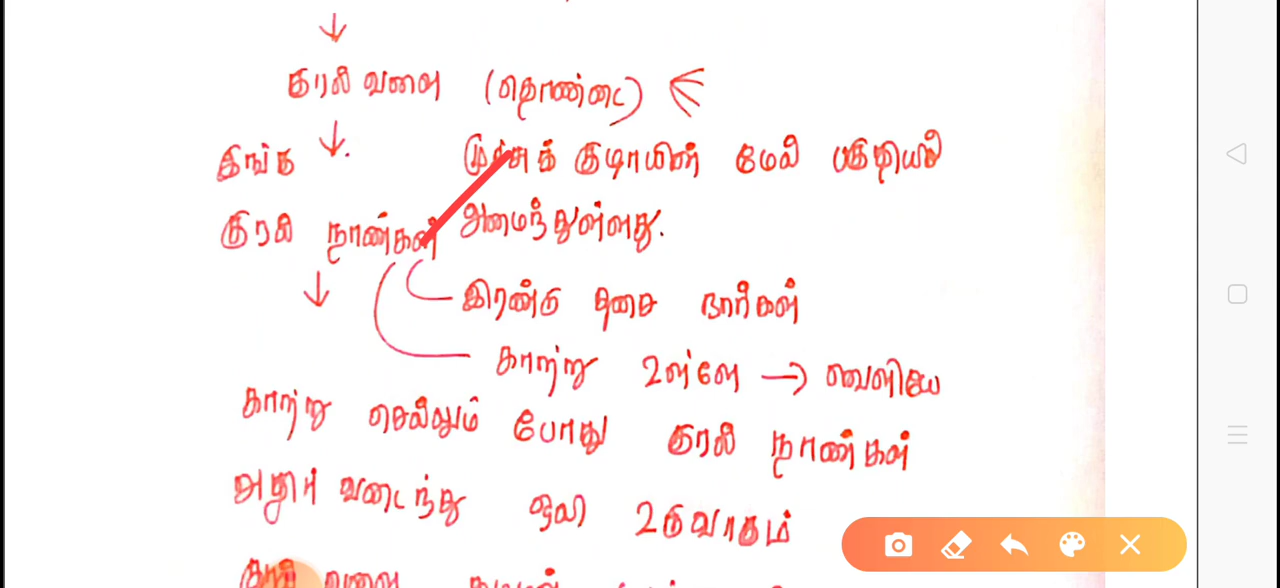 குரல் வளை (தொண்டை)
இங்கு மூச்சுக் குழாயின் மேல் பகுதியில்
குரல் நாண்கள் அமைந்துள்ளது.
இரண்டு தசை நார்கள்
காற்று உள்ளே → வெளியே
காற்று செல்லும் போது குரல் நாண்கள்
அதிர்வடைந்து ஒலி உருவாகும்